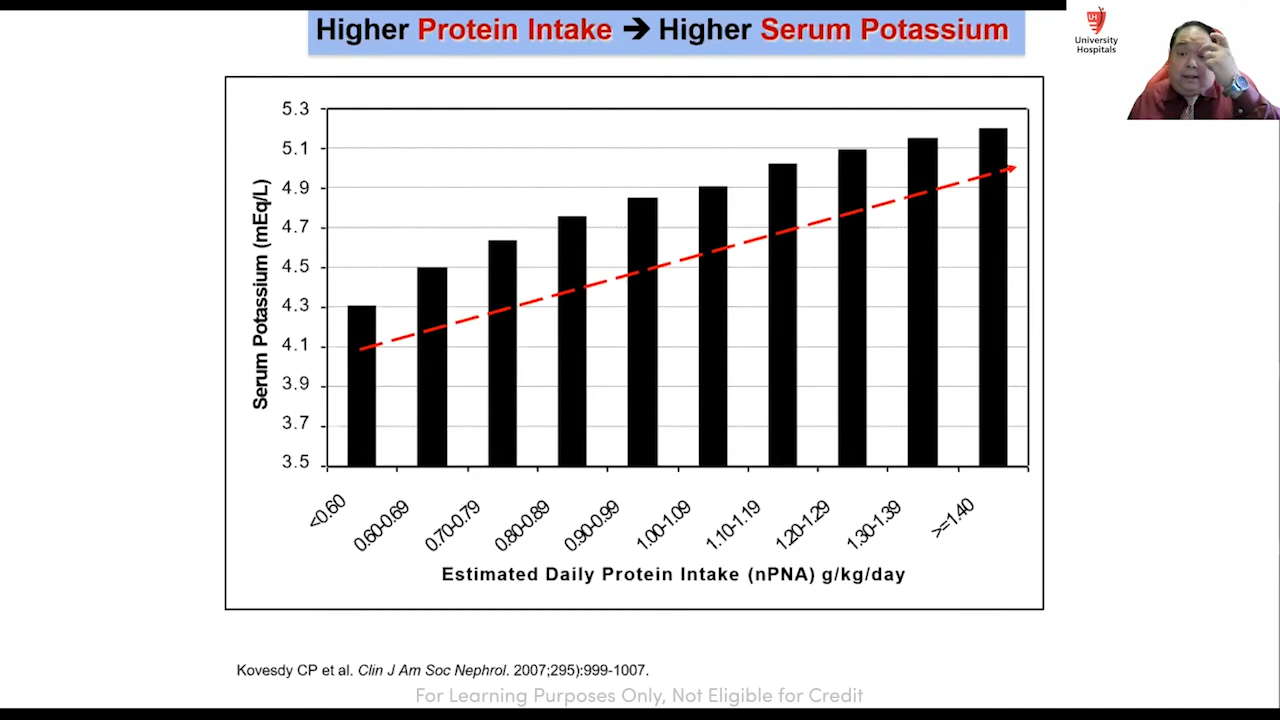 Higher Protein Intake ➔ Higher Serum Potassium
UH
University
Hospitals
5.3
5.1
4.9
4.7
4.5
4.3
4.1
3.9
3.7
3.5
Serum Potassium (mEq/L)
<0.60
0.60-0.69
0.70-0.79
0.80-0.89
0.90-0.99
1.00-1.09
1.10-1.19
1.20-1.29
1.30-1.39
>=1.40
Estimated Daily Protein Intake (nPNA) g/kg/day
Kovesdy CP et al. Clin J Am Soc Nephrol. 2007;295):999-1007.
For Learning Purposes Only, Not Eligible for Credit